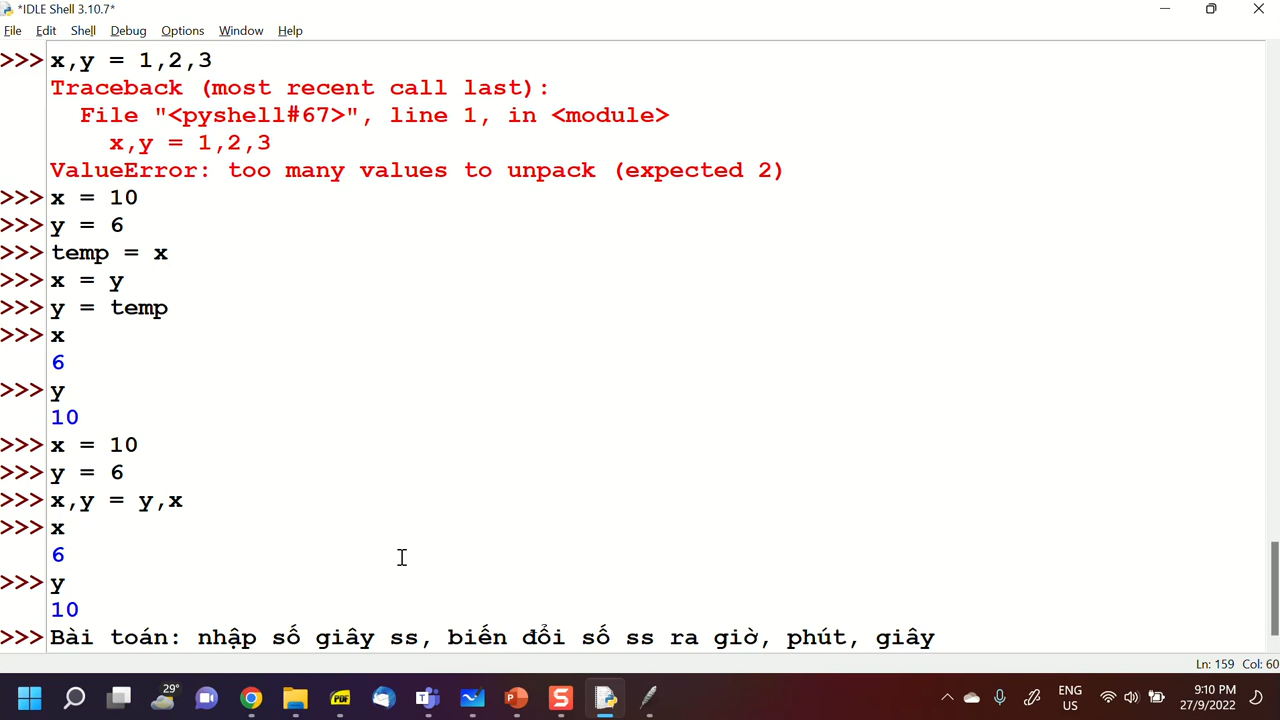 *IDLE Shell 3.10.7*
File Edit Shell Debug Options Window Help
>>> x,y = 1,2,3
Traceback (most recent call last):
  File "<pyshell#67>", line 1, in <module>
    x,y = 1,2,3
ValueError: too many values to unpack (expected 2)
>>> x = 10
>>> y = 6
>>> temp = x
>>> x = y
>>> y = temp
>>> x
6
>>> y
10
>>> x = 10
>>> y = 6
>>> x,y = y,x
>>> x
6
>>> y
10
>>> Bài toán: nhập số giây ss, biến đổi số ss ra giờ, phút, giây
Ln: 159 Col: 60
29°
PDF
ENG
US
9:10 PM
27/9/2022